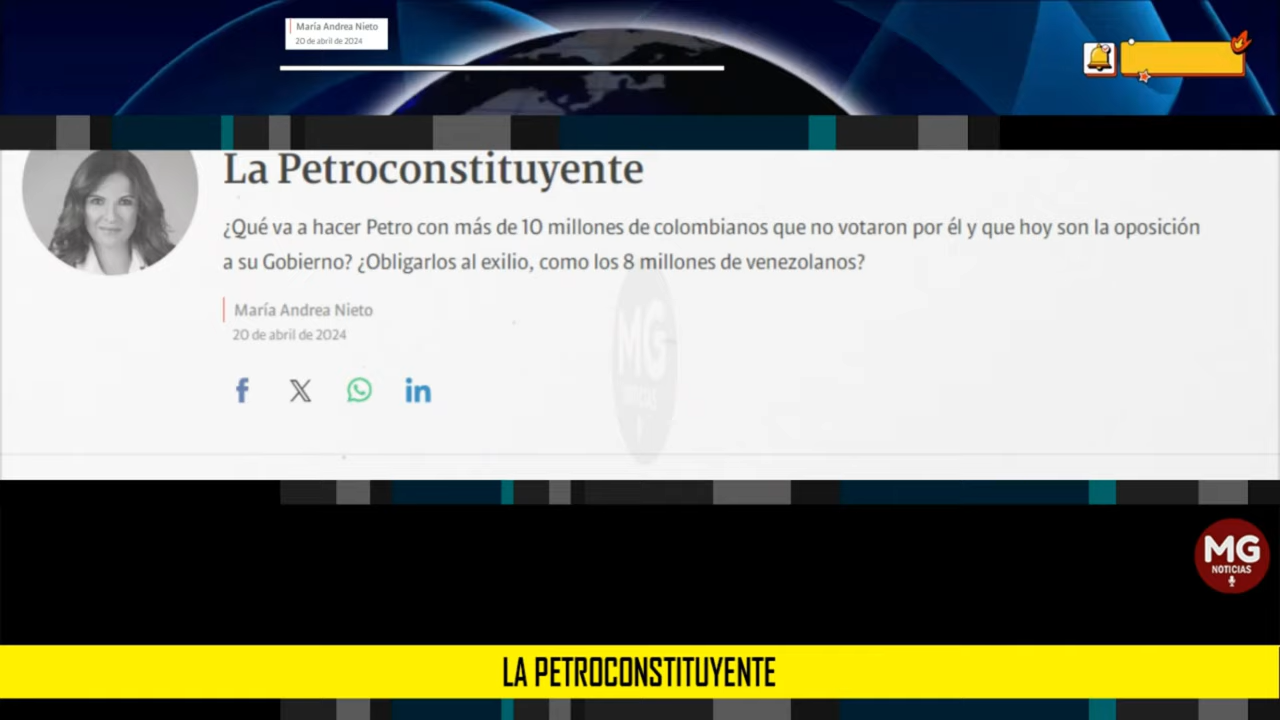 María Andrea Nieto
20 de abril de 2024
La Petroconstituyente
¿Qué va a hacer Petro con más de 10 millones de colombianos que no votaron por él y que hoy son la oposición
a su Gobierno? ¿Obligarlos al exilio, como los 8 millones de venezolanos?
María Andrea Nieto
20 de abril de 2024
MG
NOTICIAS
MG
NOTICIAS
LA PETROCONSTITUYENTE